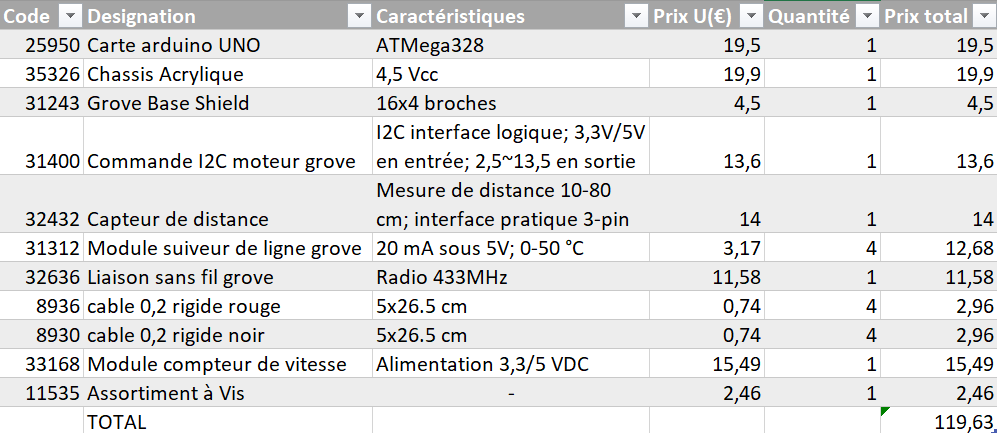 Code Designation Caractéristiques Prix U(€) Quantité Prix total
25950 Carte arduino UNO ATMega328 19,5 1 19,5
35326 Chassis Acrylique 4,5 Vcc 19,9 1 19,9
31243 Grove Base Shield 16x4 broches 4,5 1 4,5
I2C interface logique; 3,3V/5V
31400 Commande I2C moteur grove en entrée; 2,5~13,5 en sortie 13,6 1 13,6
Mesure de distance 10-80
32432 Capteur de distance cm; interface pratique 3-pin 14 1 14
31312 Module suiveur de ligne grove 20 mA sous 5V; 0-50 °C 3,17 4 12,68
32636 Liaison sans fil grove Radio 433MHz 11,58 1 11,58
8936 cable 0,2 rigide rouge 5x26.5 cm 0,74 4 2,96
8930 cable 0,2 rigide noir 5x26.5 cm 0,74 4 2,96
33168 Module compteur de vitesse Alimentation 3,3/5 VDC 15,49 1 15,49
11535 Assortiment à Vis - 2,46 1 2,46
TOTAL 119,63